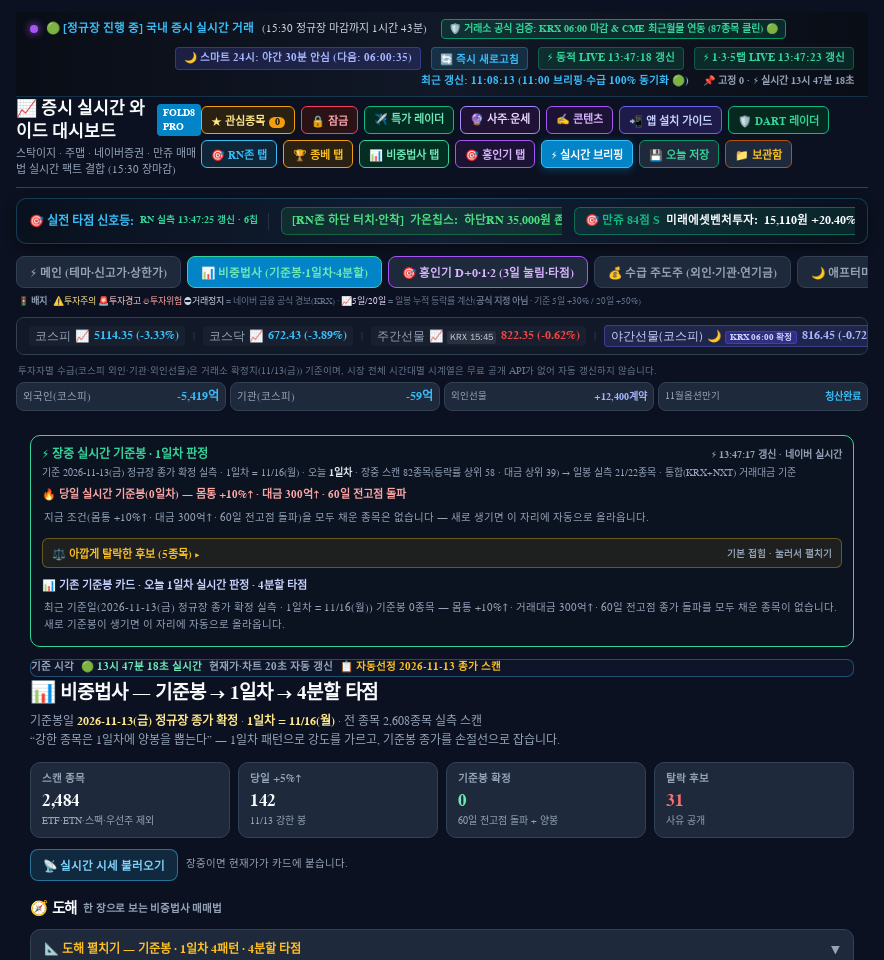 🟢 [정규장 진행 중] 국내 증시 실시간 거래 (15:30 정규장 마감까지 1시간 43분) 🛡️ 거래소 공식 검증: KRX 06:00 마감 & CME 최근월물 연동 (87종목 클린) 🟢
🌙 스마트 24시: 야간 30분 안심 (다음: 06:00:35) 🔄 즉시 새로고침 ⚡ 동적 LIVE 13:47:18 갱신 ⚡ 1·3·5탭 LIVE 13:47:23 갱신
최근 갱신: 11:08:13 (11:00 브리핑·수급 100% 동기화 🟢) 📌 고정 0 · ⚡ 실시간 13시 47분 18초
📈 증시 실시간 와이드 대시보드 FOLD8 PRO
스탁이지 · 주맵 · 네이버증권 · 만쥬 매매법 실시간 팩트 결합 (15:30 장마감)
★ 관심종목 0 🔒 잠금 ✈️ 특가 레이더 🔮 사주·운세 ✍️ 콘텐츠 📲 앱 설치 가이드 🛡️ DART 레이더
🎯 RN존 탭 🏆 종베 탭 📊 비중법사 탭 🎯 홍인기 탭 ⚡ 실시간 브리핑 💾 오늘 저장 📁 보관함
🎯 실전 타점 신호등: RN 실측 13:47:25 갱신 · 6칩 [RN존 하단 터치·안착] 가온칩스: 하단RN 35,000원 존 🎯 만쥬 84점 S 미래에셋벤처투자: 15,110원 +20.40%
⚡ 메인 (테마·신고가·상한가) 📊 비중법사 (기준봉·1일차·4분할) 🎯 홍인기 D+0·1·2 (3일 눌림·타점) 💰 수급 주도주 (외인·기관·연기금) 🌙 애프터마
🚦 배지 · ⚠️투자주의 🚨투자경고 ⊖투자위험 ⛔거래정지 = 네이버 금융 공식 경보(KRX) · 📈5일/20일 = 일봉 누적 등락률 계산(공식 지정 아님 · 기준 5일 +30% / 20일 +50%)
코스피 📈 5114.35 (-3.33%) 코스닥 📈 672.43 (-3.89%) 주간선물 📈 KRX 15:45 822.35 (-0.62%) 야간선물(코스피) 🌙 KRX 06:00 확정 816.45 (-0.72
투자자별 수급(코스피 외인·기관·외인선물)은 거래소 확정치(11/13(금)) 기준이며, 시장 전체 시간대별 시계열은 무료 공개 API가 없어 자동 갱신하지 않습니다.
외국인(코스피) -5,419억 기관(코스피) -59억 외인선물 +12,400계약 11월옵션만기 청산완료
⚡ 장중 실시간 기준봉 · 1일차 판정 ⚡ 13:47:17 갱신 · 네이버 실시간
기준 2026-11-13(금) 정규장 종가 확정 실측 · 1일차 = 11/16(월) · 오늘 1일차 · 장중 스캔 82종목(등락률 상위 58 · 대금 상위 39) → 일봉 실측 21/22종목 · 통합(KRX+NXT) 거래대금 기준
🔥 당일 실시간 기준봉(0일차) — 몸통 +10%↑ · 대금 300억↑ · 60일 전고점 돌파
지금 조건(몸통 +10%↑ · 대금 300억↑ · 60일 전고점 돌파)을 모두 채운 종목은 없습니다 — 새로 생기면 이 자리에 자동으로 올라옵니다.
⚖️ 아깝게 탈락한 후보 (5종목) ▸ 기본 접힘 · 눌러서 펼치기
📊 기존 기준봉 카드 · 오늘 1일차 실시간 판정 · 4분할 타점
최근 기준일(2026-11-13(금) 정규장 종가 확정 실측 · 1일차 = 11/16(월)) 기준봉 0종목 — 몸통 +10%↑ · 거래대금 300억↑ · 60일 전고점 종가 돌파를 모두 채운 종목이 없습니다.
새로 기준봉이 생기면 이 자리에 자동으로 올라옵니다.
기준 시각 🟢 13시 47분 18초 실시간 현재가·차트 20초 자동 갱신 📋 자동선정 2026-11-13 종가 스캔
📊 비중법사 — 기준봉 → 1일차 → 4분할 타점
기준봉일 2026-11-13(금) 정규장 종가 확정 · 1일차 = 11/16(월) · 전 종목 2,608종목 실측 스캔
“강한 종목은 1일차에 양봉을 뽑는다” — 1일차 패턴으로 강도를 가르고, 기준봉 종가를 손절선으로 잡습니다.
스캔 종목 당일 +5%↑ 기준봉 확정 탈락 후보
2,484 142 0 31
ETF·ETN·스팩·우선주 제외 11/13 강한 봉 60일 전고점 돌파 + 양봉 사유 공개
📡 실시간 시세 불러오기 장중이면 현재가가 카드에 붙습니다.
🧭 도해 한 장으로 보는 비중법사 매매법
📐 도해 펼치기 — 기준봉 · 1일차 4패턴 · 4분할 타점 ▼